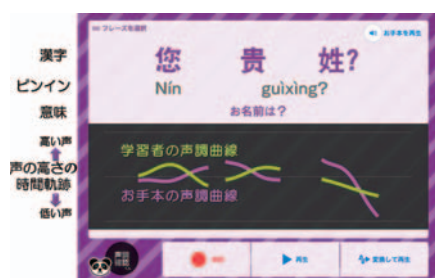 フレーズを選択
お手本を再生
漢字
您 贵 姓?
ピンイン
Nín guìxìng?
意味
お名前は?
高い声
声の高さの
時間軌跡
低い声
学習者の声調曲線
お手本の声調曲線
声調
再生
変換して再生